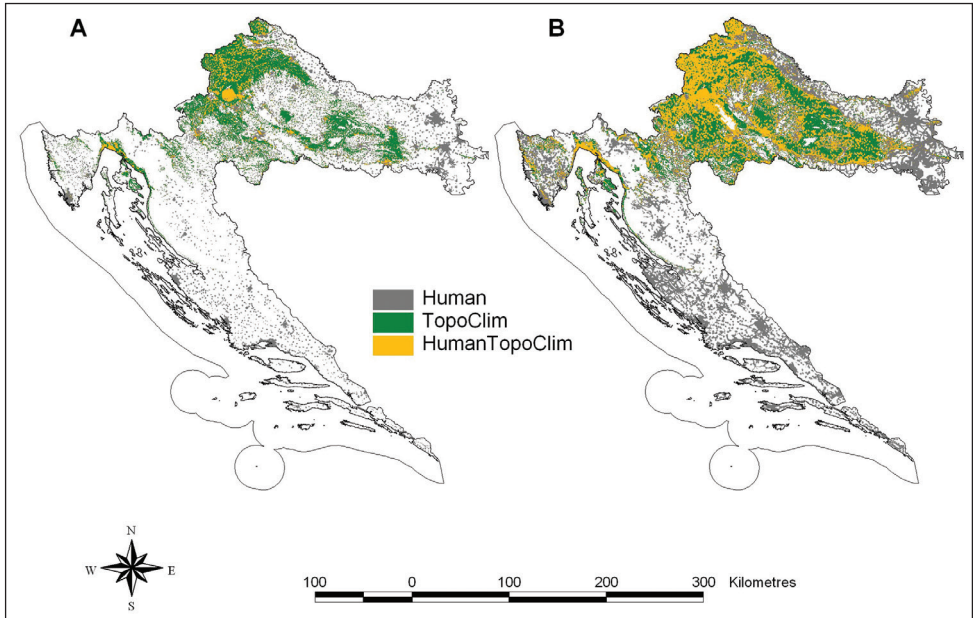 A B
Human
TopoClim
HumanTopoClim
N
W E
S
100 0 100 200 300 Kilometres